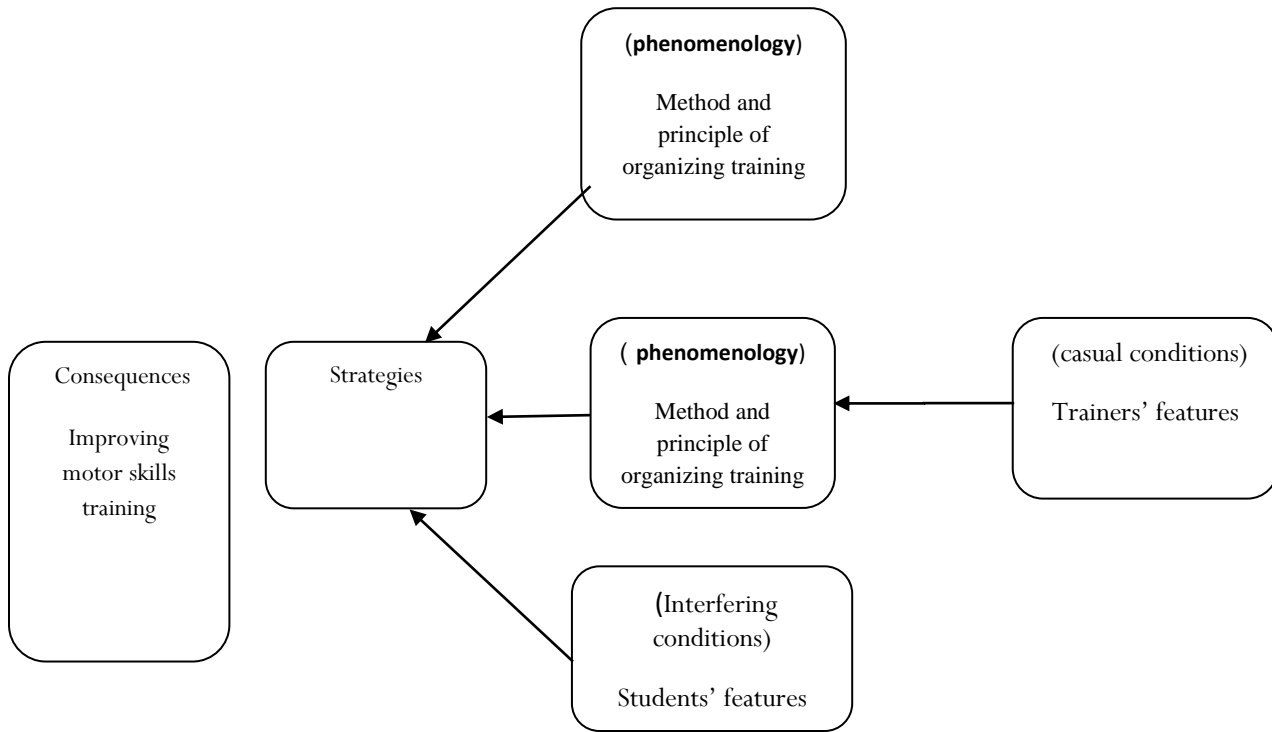 (phenomenology)
Method and
principle of
organizing training
Consequences
Improving
motor skills
training
Strategies
( phenomenology)
Method and
principle of
organizing training
(casual conditions)
Trainers’ features
(Interfering
conditions)
Students’ features